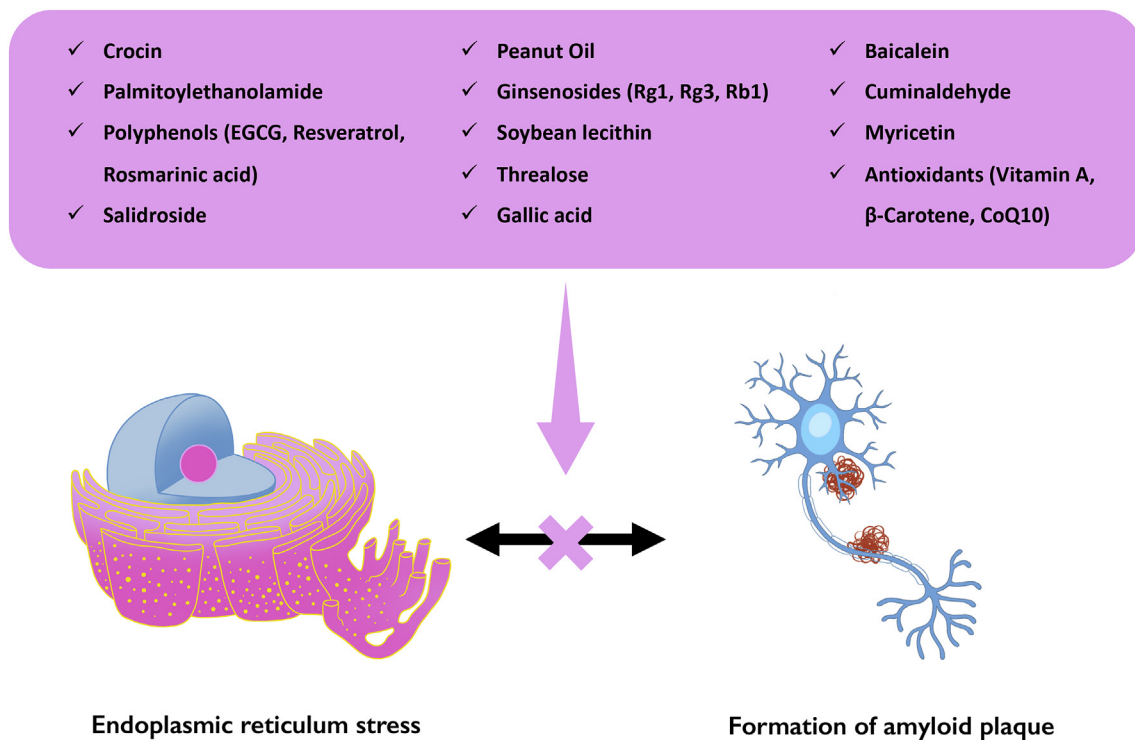 ✓ Crocin
✓ Palmitoylethanolamide
✓ Polyphenols (EGCG, Resveratrol,
Rosmarinic acid)
✓ Salidroside
✓ Peanut Oil
✓ Ginsenosides (Rg1, Rg3, Rb1)
✓ Soybean lecithin
✓ Threalose
✓ Gallic acid
✓ Baicalein
✓ Cuminaldehyde
✓ Myricetin
✓ Antioxidants (Vitamin A,
β-Carotene, CoQ10)
Endoplasmic reticulum stress
Formation of amyloid plaque